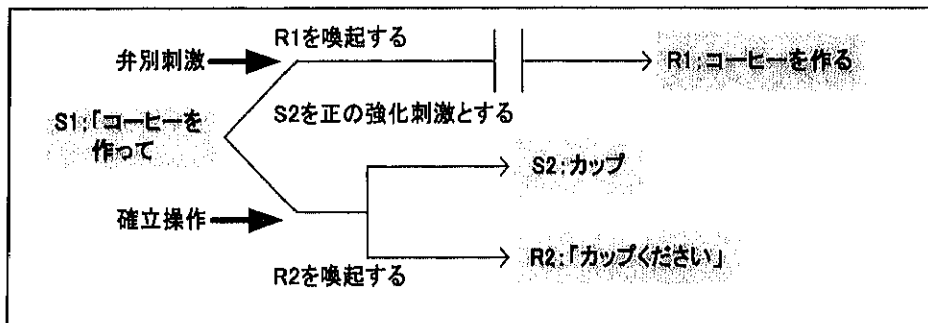 R1を喚起する
弁別刺激
R1;コーヒーを作る
S2を正の強化刺激とする
S1;「コーヒーを
作って
S2;カップ
確立操作
R2;「カップください」
R2を喚起する